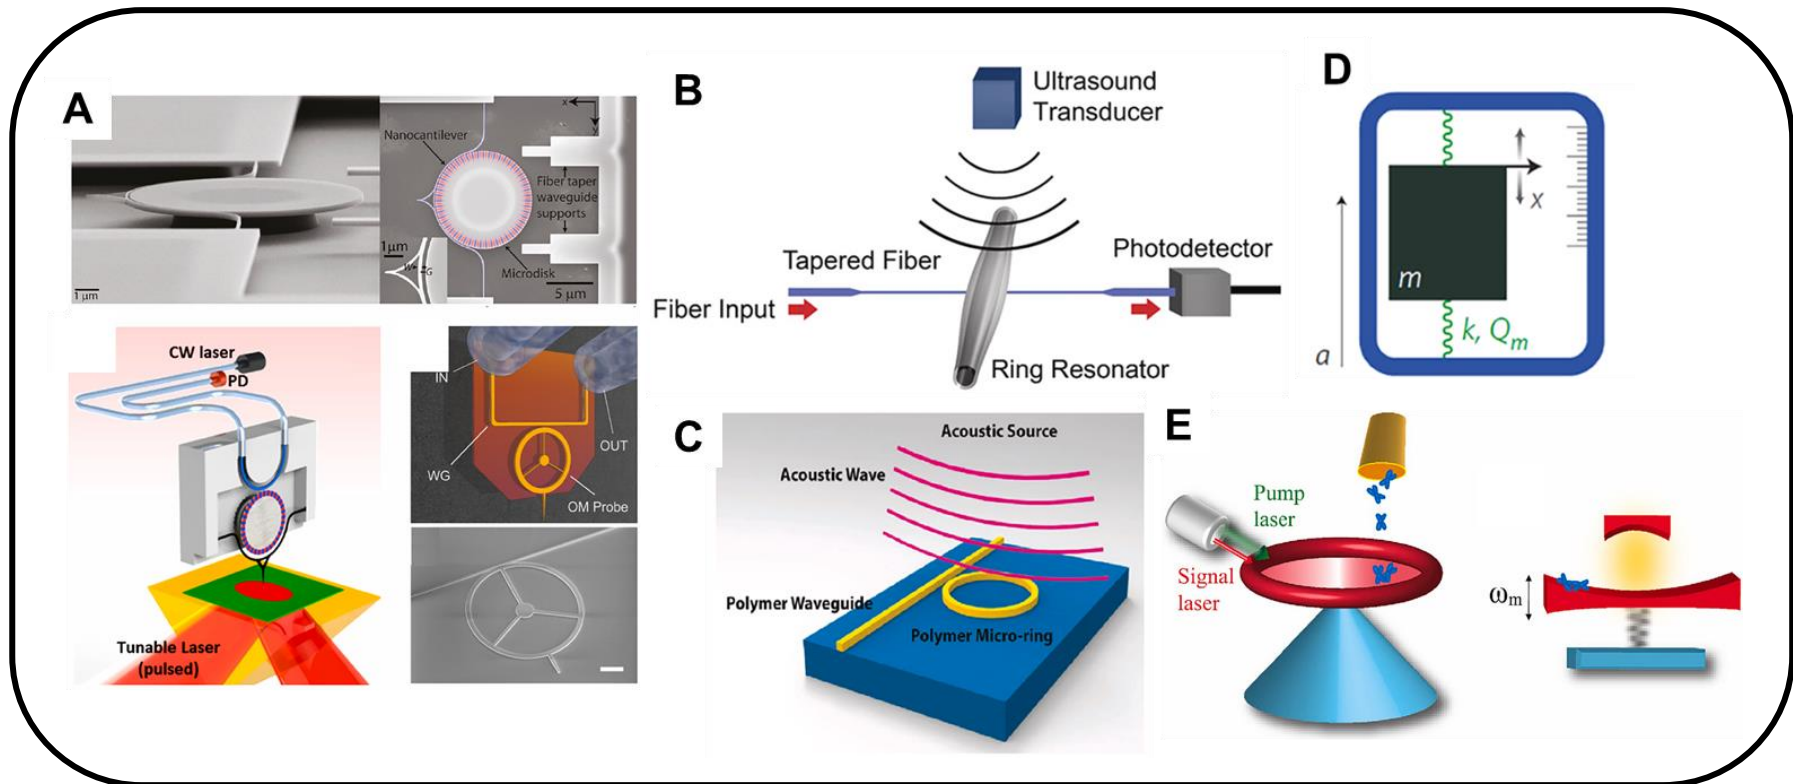 A
x
y
Nanocantilever
Fiber taper
waveguide
supports
1μm
W
G
Microdisk
5 μm
1 μm
CW laser
PD
Tunable Laser
(pulsed)
IN
OUT
WG
OM Probe
B
Ultrasound
Transducer
Tapered Fiber
Photodetector
Fiber Input
Ring Resonator
C
Acoustic Source
Acoustic Wave
Polymer Waveguide
Polymer Micro-ring
D
x
m
k, Qm
a
E
Pump
laser
Signal
laser
ωm